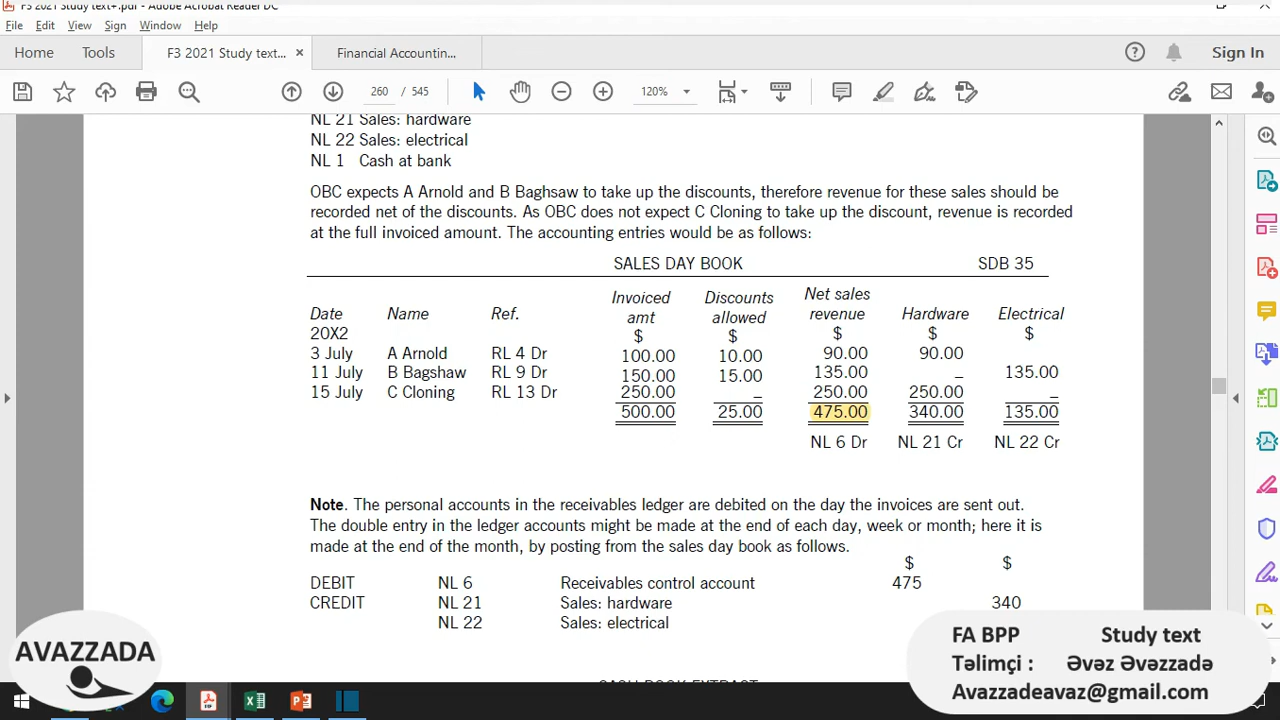 F3 2021 Study text+.pdf - Adobe Acrobat Reader DC
File Edit View Sign Window Help
Home Tools F3 2021 Study text... × Financial Accountin... Sign In
260 / 545 120%
NL 21 Sales: hardware
NL 22 Sales: electrical
NL 1 Cash at bank
OBC expects A Arnold and B Baghsaw to take up the discounts, therefore revenue for these sales should be
recorded net of the discounts. As OBC does not expect C Cloning to take up the discount, revenue is recorded
at the full invoiced amount. The acounting entries would be as follows:
SALES DAY BOOK SDB 35
Invoiced Discounts Net sales
Date Name Ref. amt allowed revenue Hardware Electrical
20X2 $ $ $ $ $
3 July A Arnold RL 4 Dr 100.00 10.00 90.00 90.00
11 July B Bagshaw RL 9 Dr 150.00 15.00 135.00 – 135.00
15 July C Cloning RL 13 Dr 250.00 – 250.00 250.00 –
500.00 25.00 475.00 340.00 135.00
NL 6 Dr NL 21 Cr NL 22 Cr
Note. The personal accounts in the receivables ledger are debited on the day the invoices are sent out.
The double entry in the ledger accounts might be made at the end of each day, week or month; here it is
made at the end of the month, by posting from the sales day book as follows.
$ $
DEBIT NL 6 Receivables control account 475
CREDIT NL 21 Sales: hardware 340
NL 22 Sales: electrical
AVAZZADA
FA BPP Study text
Təlimçi : Əvəz Əvəzzadə
Avazzadeavaz@gmail.com